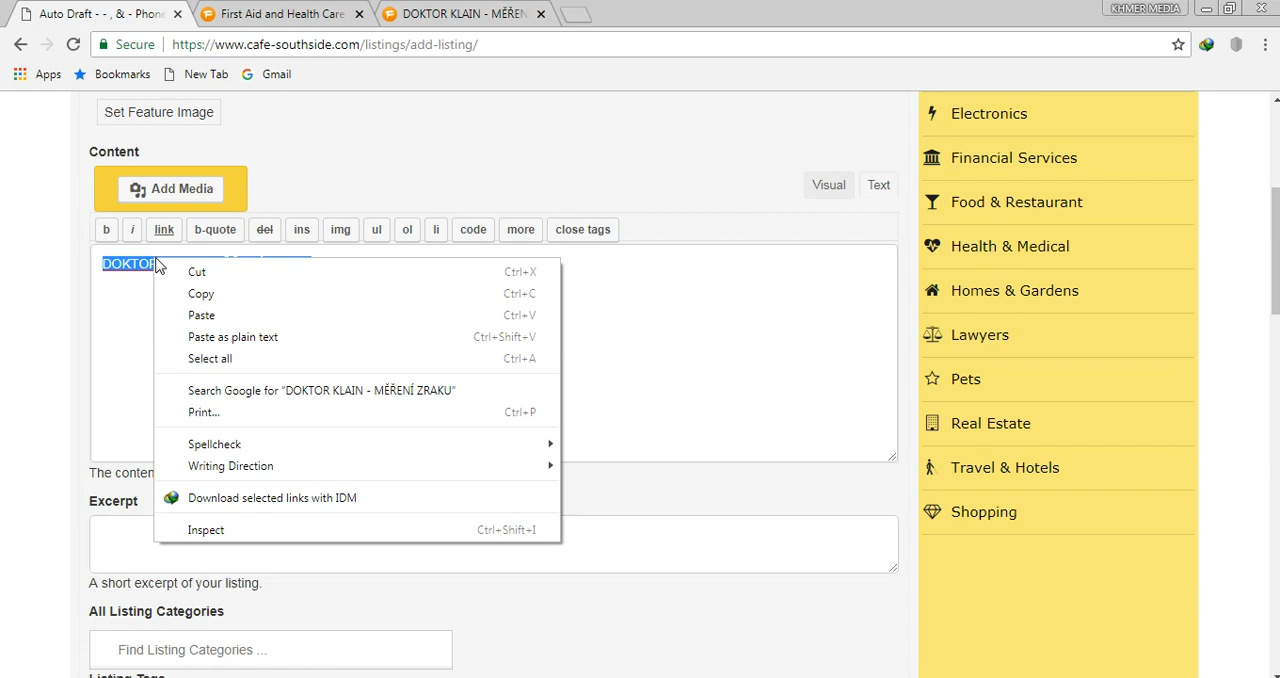 Auto Draft - - , & - Phone
First Aid and Health Care
DOKTOR KLAIN - MĚŘEN
KHMER MEDIA
Secure
https://www.cafe-southside.com/listings/add-listing/
Apps
Bookmarks
New Tab
Gmail
Set Feature Image
Content
Add Media
Visual
Text
b
i
link
b-quote
del
ins
img
ul
ol
li
code
more
close tags
DOKTOR
Cut Ctrl+X
Copy Ctrl+C
Paste Ctrl+V
Paste as plain text Ctrl+Shift+V
Select all Ctrl+A
Search Google for “DOKTOR KLAIN - MĚŘENÍ ZRAKU”
Print... Ctrl+P
Spellcheck
Writing Direction
Download selected links with IDM
Inspect Ctrl+Shift+I
The conten
Excerpt
A short excerpt of your listing.
All Listing Categories
Find Listing Categories ...
Listing Tags
Electronics
Financial Services
Food & Restaurant
Health & Medical
Homes & Gardens
Lawyers
Pets
Real Estate
Travel & Hotels
Shopping